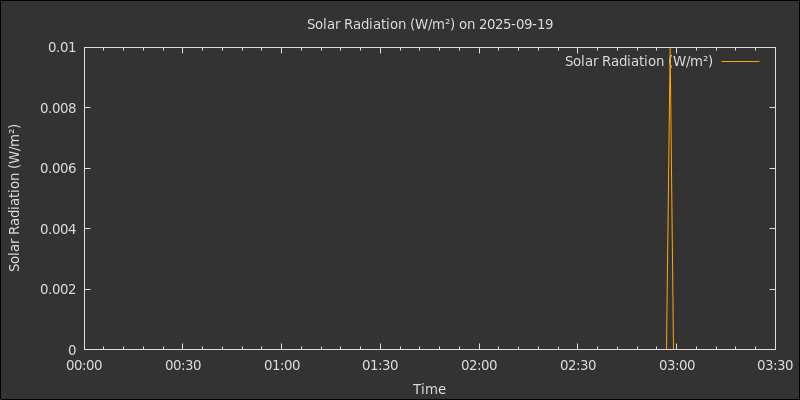 Solar Radiation (W/m²) on 2025-09-19
Solar Radiation (W/m²)
0.01
0.008
0.006
0.004
0.002
0
Solar Radiation (W/m²)
00:00 00:30 01:00 01:30 02:00 02:30 03:00 03:30
Time